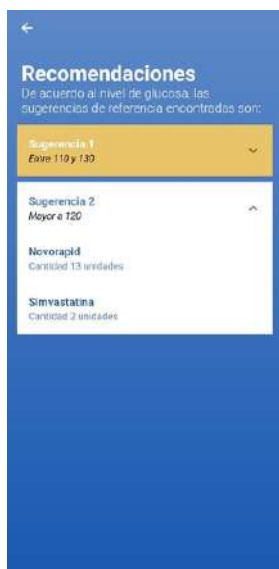 Recomendaciones
De acuerdo al nivel de glucosa, las
sugerencias de referencia encontradas son:
Sugerencia 1
Entre 110 y 130
Sugerencia 2
Mayor a 120
Novorapid
Cantidad 13 unidades
Simvastatina
Cantidad 2 unidades